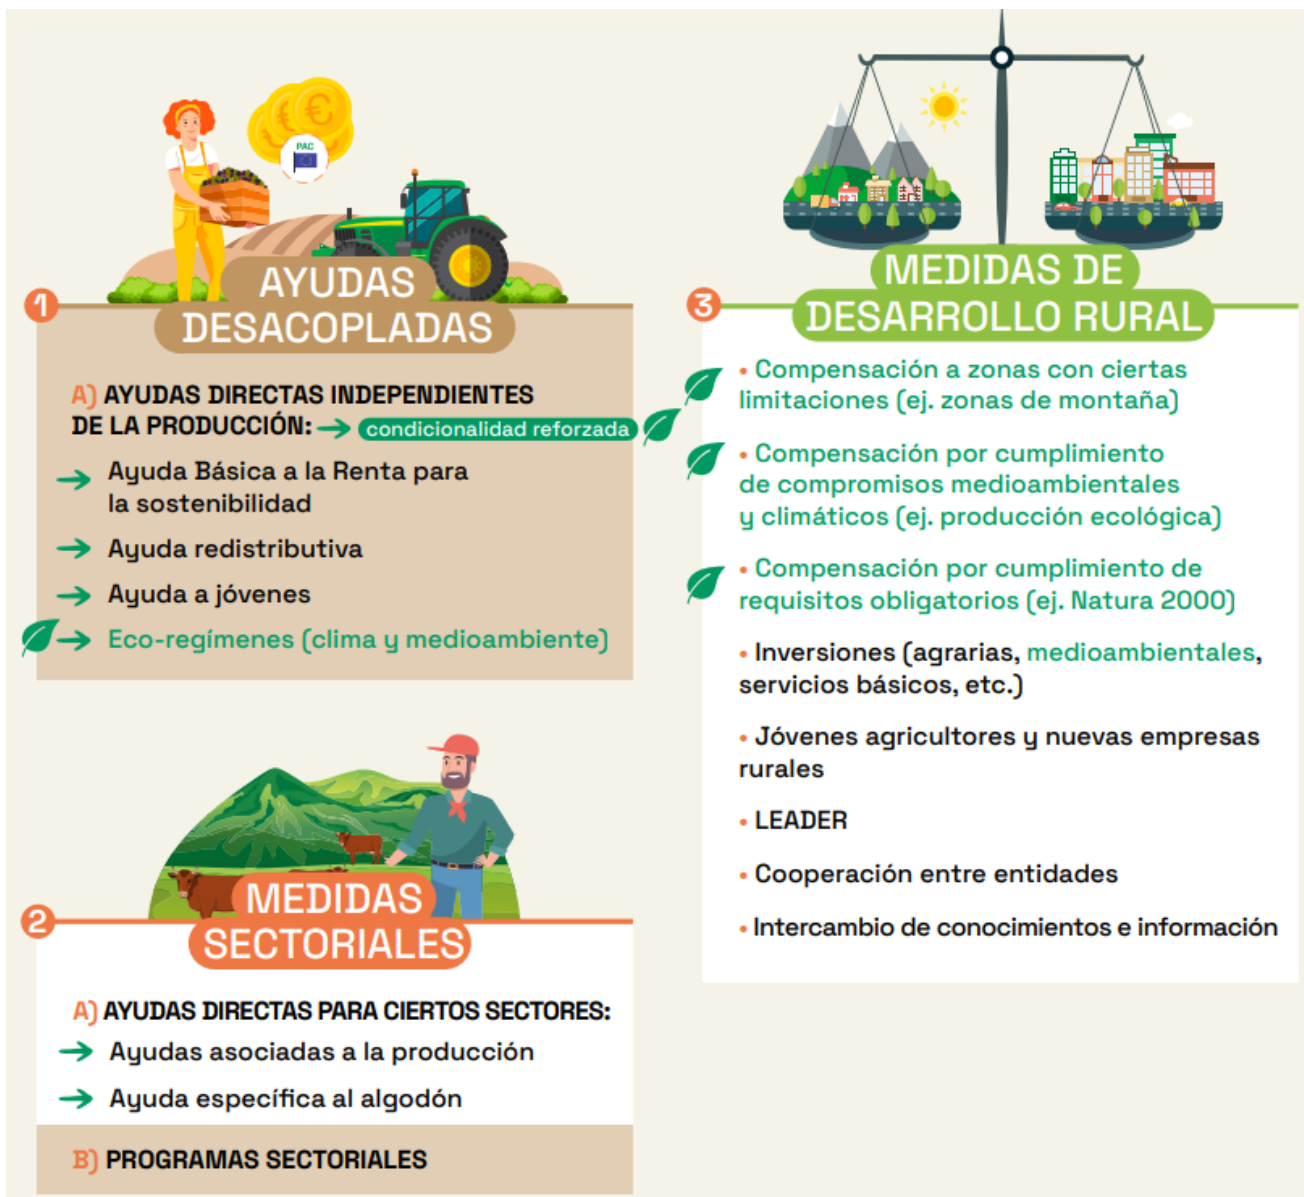 PAC
1
AYUDAS
DESACOPLADAS
A) AYUDAS DIRECTAS INDEPENDIENTES
DE LA PRODUCCIÓN: → condicionalidad reforzada
→ Ayuda Básica a la Renta para
la sostenibilidad
→ Ayuda redistributiva
→ Ayuda a jóvenes
→ Eco-regímenes (clima y medioambiente)
2
MEDIDAS
SECTORIALES
A) AYUDAS DIRECTAS PARA CIERTOS SECTORES:
→ Ayudas asociadas a la producción
→ Ayuda específica al algodón
B) PROGRAMAS SECTORIALES
3
MEDIDAS DE
DESARROLLO RURAL
• Compensación a zonas con ciertas
limitaciones (ej. zonas de montaña)
• Compensación por cumplimiento
de compromisos medioambientales
y climáticos (ej. producción ecológica)
• Compensación por cumplimiento de
requisitos obligatorios (ej. Natura 2000)
• Inversiones (agrarias, medioambientales,
servicios básicos, etc.)
• Jóvenes agricultores y nuevas empresas
rurales
• LEADER
• Cooperación entre entidades
• Intercambio de conocimientos e información